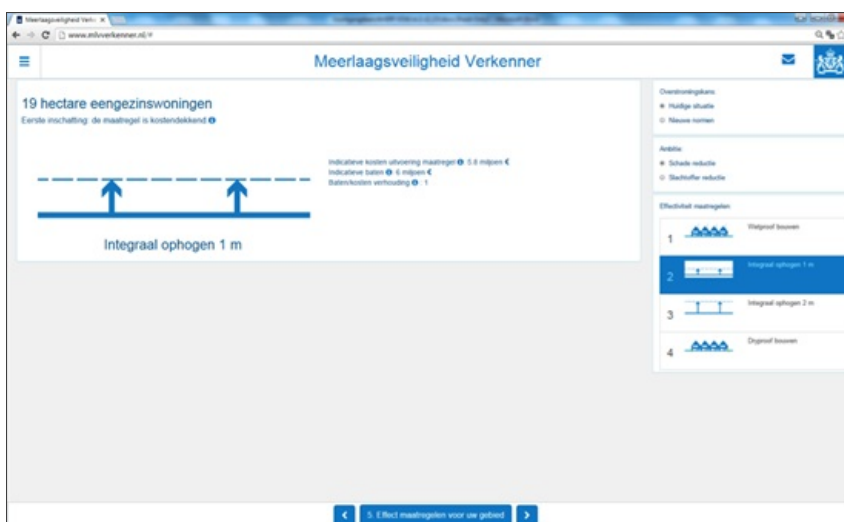 Meerlaagsveiligheid Verk
www.mlvverkenner.nl/#
Meerlaagsveiligheid Verkenner
19 hectare eengezinswoningen
Eerste inschatting: de maatregel is kostendekkend
Indicatieve kosten uitvoering maatregel : 5.8 miljoen €
Indicatieve baten : 6 miljoen €
Baten/kosten verhouding : 1
Integraal ophogen 1 m
Overstromingskans:
Huidige situatie
Nieuwe normen
Ambitie:
Schade reductie
Slachtoffer reductie
Effectiviteit maatregelen
1 Wetproof bouwen
2 Integraal ophogen 1 m
3 Integraal ophogen 2 m
4 Dryproof bouwen
5. Effect maatregelen voor uw gebied